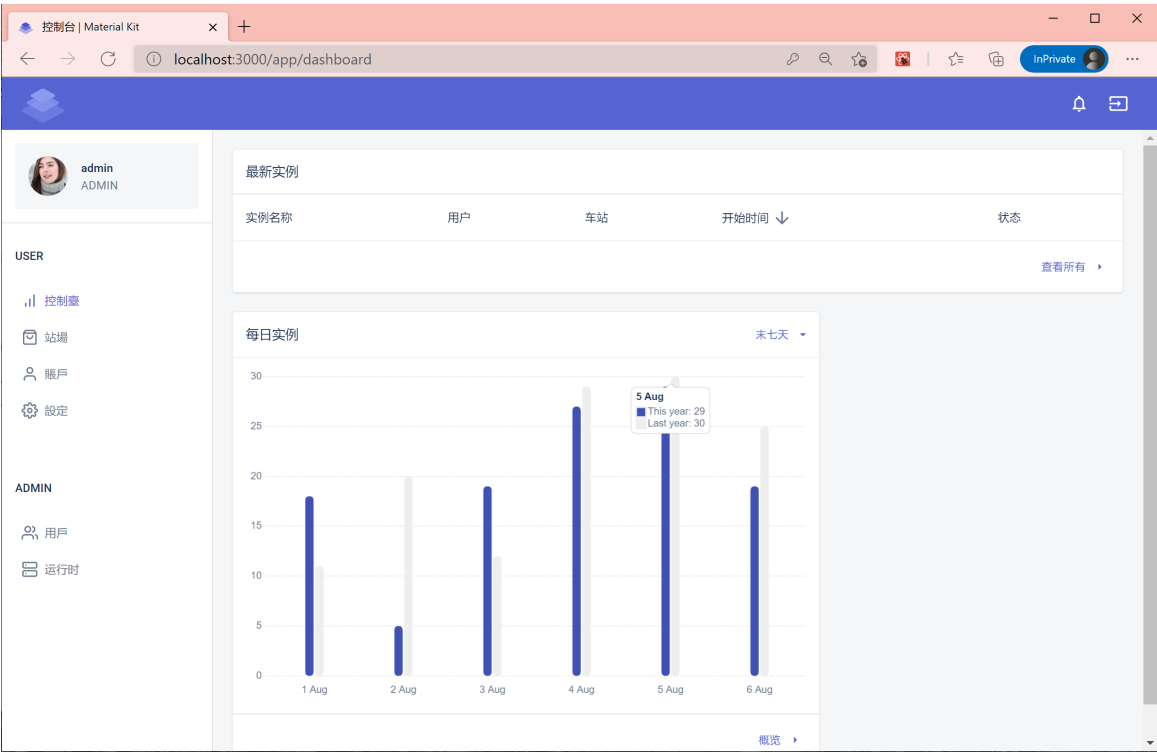 控制台 | Material Kit
localhost:3000/app/dashboard
InPrivate
admin
ADMIN
USER
控制臺
站場
賬戶
設定
ADMIN
用戶
运行时
最新实例
实例名称 用户 车站 开始时间 状态
查看所有
每日实例
末七天
30
25
20
15
10
5
0
5 Aug
This year: 29
Last year: 30
1 Aug 2 Aug 3 Aug 4 Aug 5 Aug 6 Aug
概览